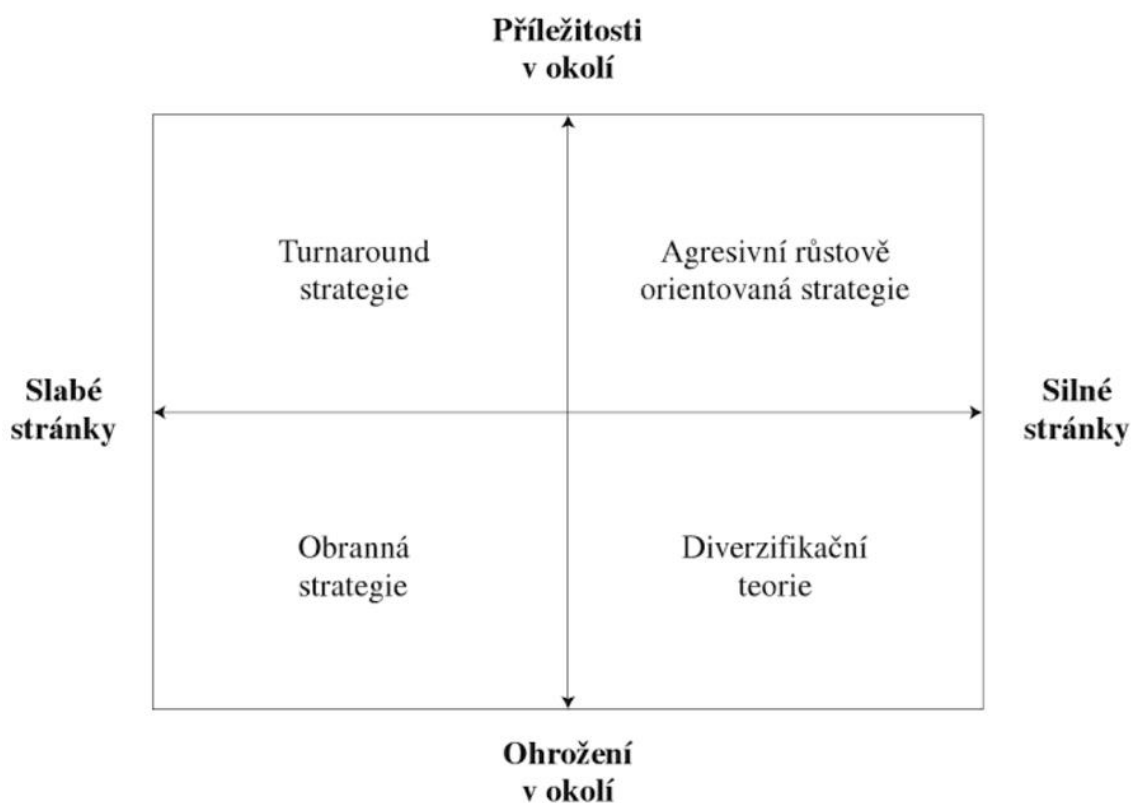 Příležitosti
v okolí
Turnaround
strategie
Agresivní růstově
orientovaná strategie
Slabé
stránky
Silné
stránky
Obranná
strategie
Diverzifikační
teorie
Ohrožení
v okolí